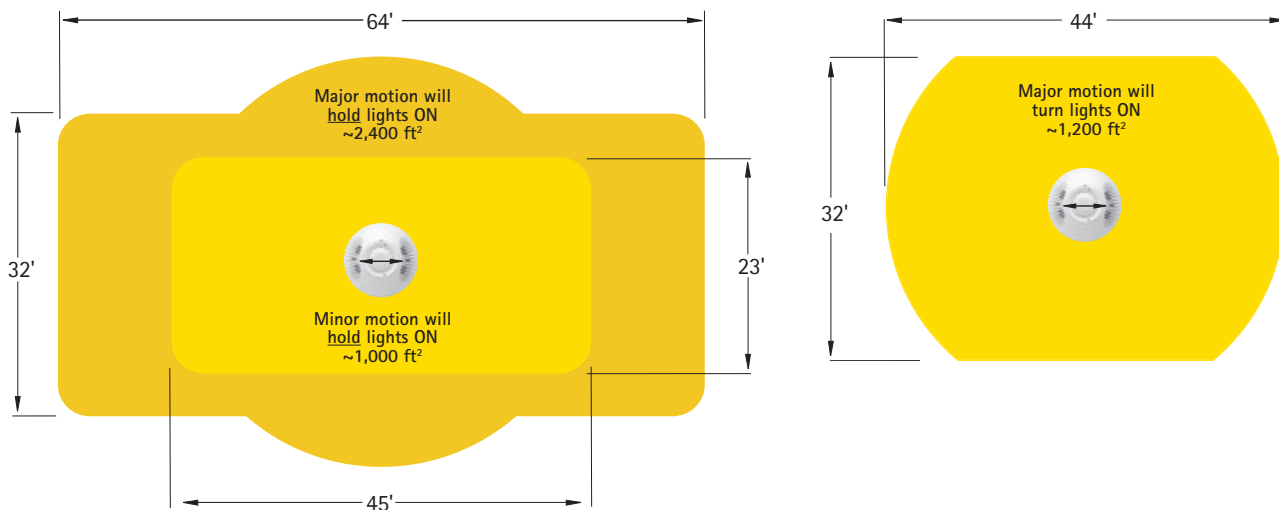 64'
Major motion will
hold lights ON
~2,400 ft²
32'
23'
Minor motion will
hold lights ON
~1,000 ft²
45'
44'
Major motion will
turn lights ON
~1,200 ft²
32'